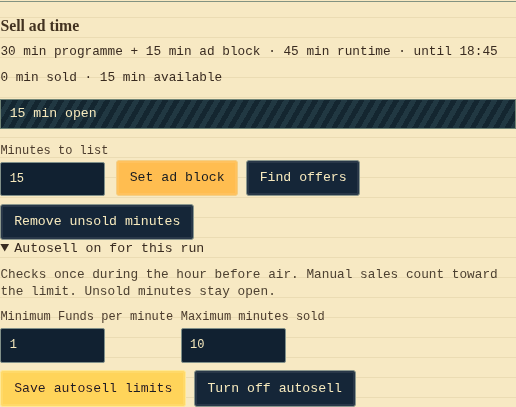 Sell ad time
30 min programme + 15 min ad block · 45 min runtime · until 18:45
0 min sold · 15 min available
15 min open
Minutes to list
15 Set ad block Find offers
Remove unsold minutes
▼ Autosell on for this run
Checks once during the hour before air. Manual sales count toward
the limit. Unsold minutes stay open.
Minimum Funds per minute Maximum minutes sold
1 10
Save autosell limits Turn off autosell